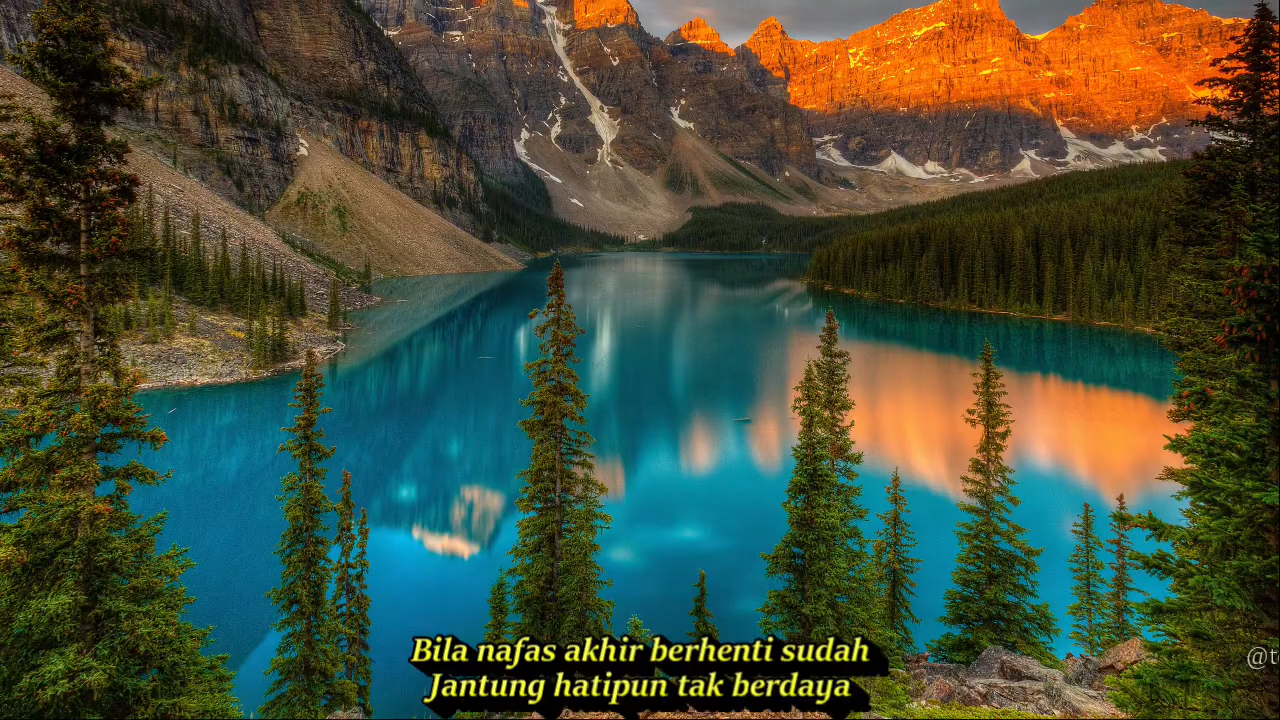 Bila nafas akhir berhenti sudah
Jantung hatipun tak berdaya
@t